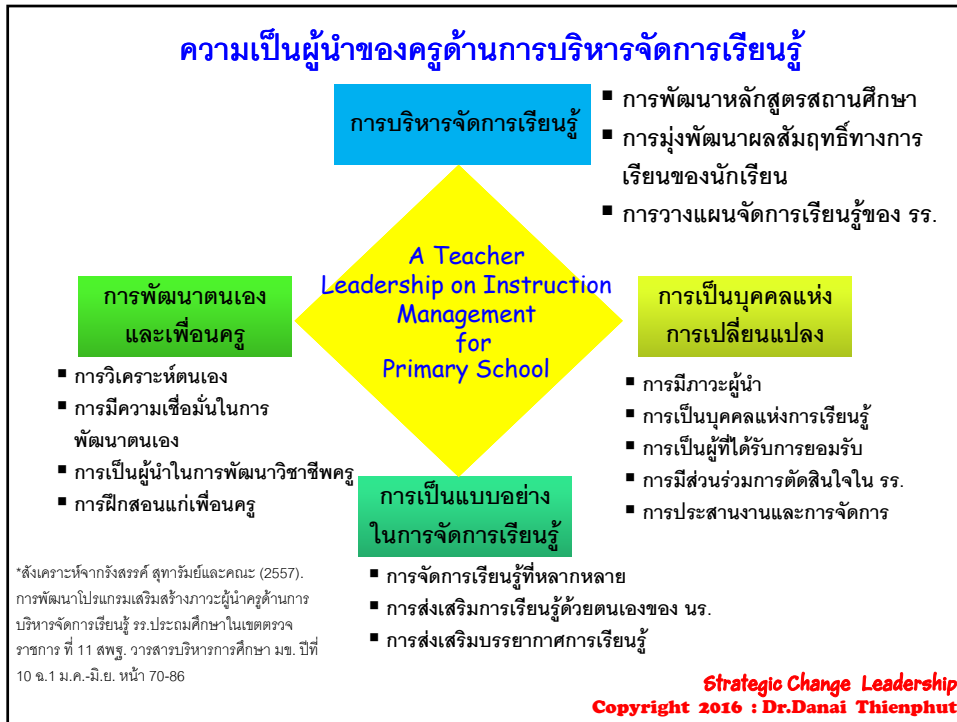 ความเป็นผู้นำของครูด้านการบริหารจัดการเรียนรู้
การบริหารจัดการเรียนรู้
▪ การพัฒนาหลักสูตรสถานศึกษา
▪ การมุ่งพัฒนาผลสัมฤทธิ์ทางการ
เรียนของนักเรียน
▪ การวางแผนจัดการเรียนรู้ของ รร.
A Teacher
Leadership on Instruction
Management
for
Primary School
การพัฒนาตนเอง
และเพื่อนครู
▪ การวิเคราะห์ตนเอง
▪ การมีความเชื่อมั่นในการ
พัฒนาตนเอง
▪ การเป็นผู้นำในการพัฒนาวิชาชีพครู
▪ การฝึกสอนแก่เพื่อนครู
การเป็นบุคคลแห่ง
การเปลี่ยนแปลง
▪ การมีภาวะผู้นำ
▪ การเป็นบุคคลแห่งการเรียนรู้
▪ การเป็นผู้ที่ได้รับการยอมรับ
▪ การมีส่วนร่วมการตัดสินใจใน รร.
▪ การประสานงานและการจัดการ
การเป็นแบบอย่าง
ในการจัดการเรียนรู้
▪ การจัดการเรียนรู้ที่หลากหลาย
▪ การส่งเสริมการเรียนรู้ด้วยตนเองของ นร.
▪ การส่งเสริมบรรยากาศการเรียนรู้
*สังเคราะห์จากรังสรรค์ สุทารัมย์และคณะ (2557).
การพัฒนาโปรแกรมเสริมสร้างภาวะผู้นำครูด้านการ
บริหารจัดการเรียนรู้ รร.ประถมศึกษาในเขตตรวจ
ราชการ ที่ 11 สพฐ. วารสารบริหารการศึกษา มข. ปีที่
10 ฉ.1 ม.ค.-มิ.ย. หน้า 70-86
Strategic Change Leadership
Copyright 2016 : Dr.Danai Thienphut